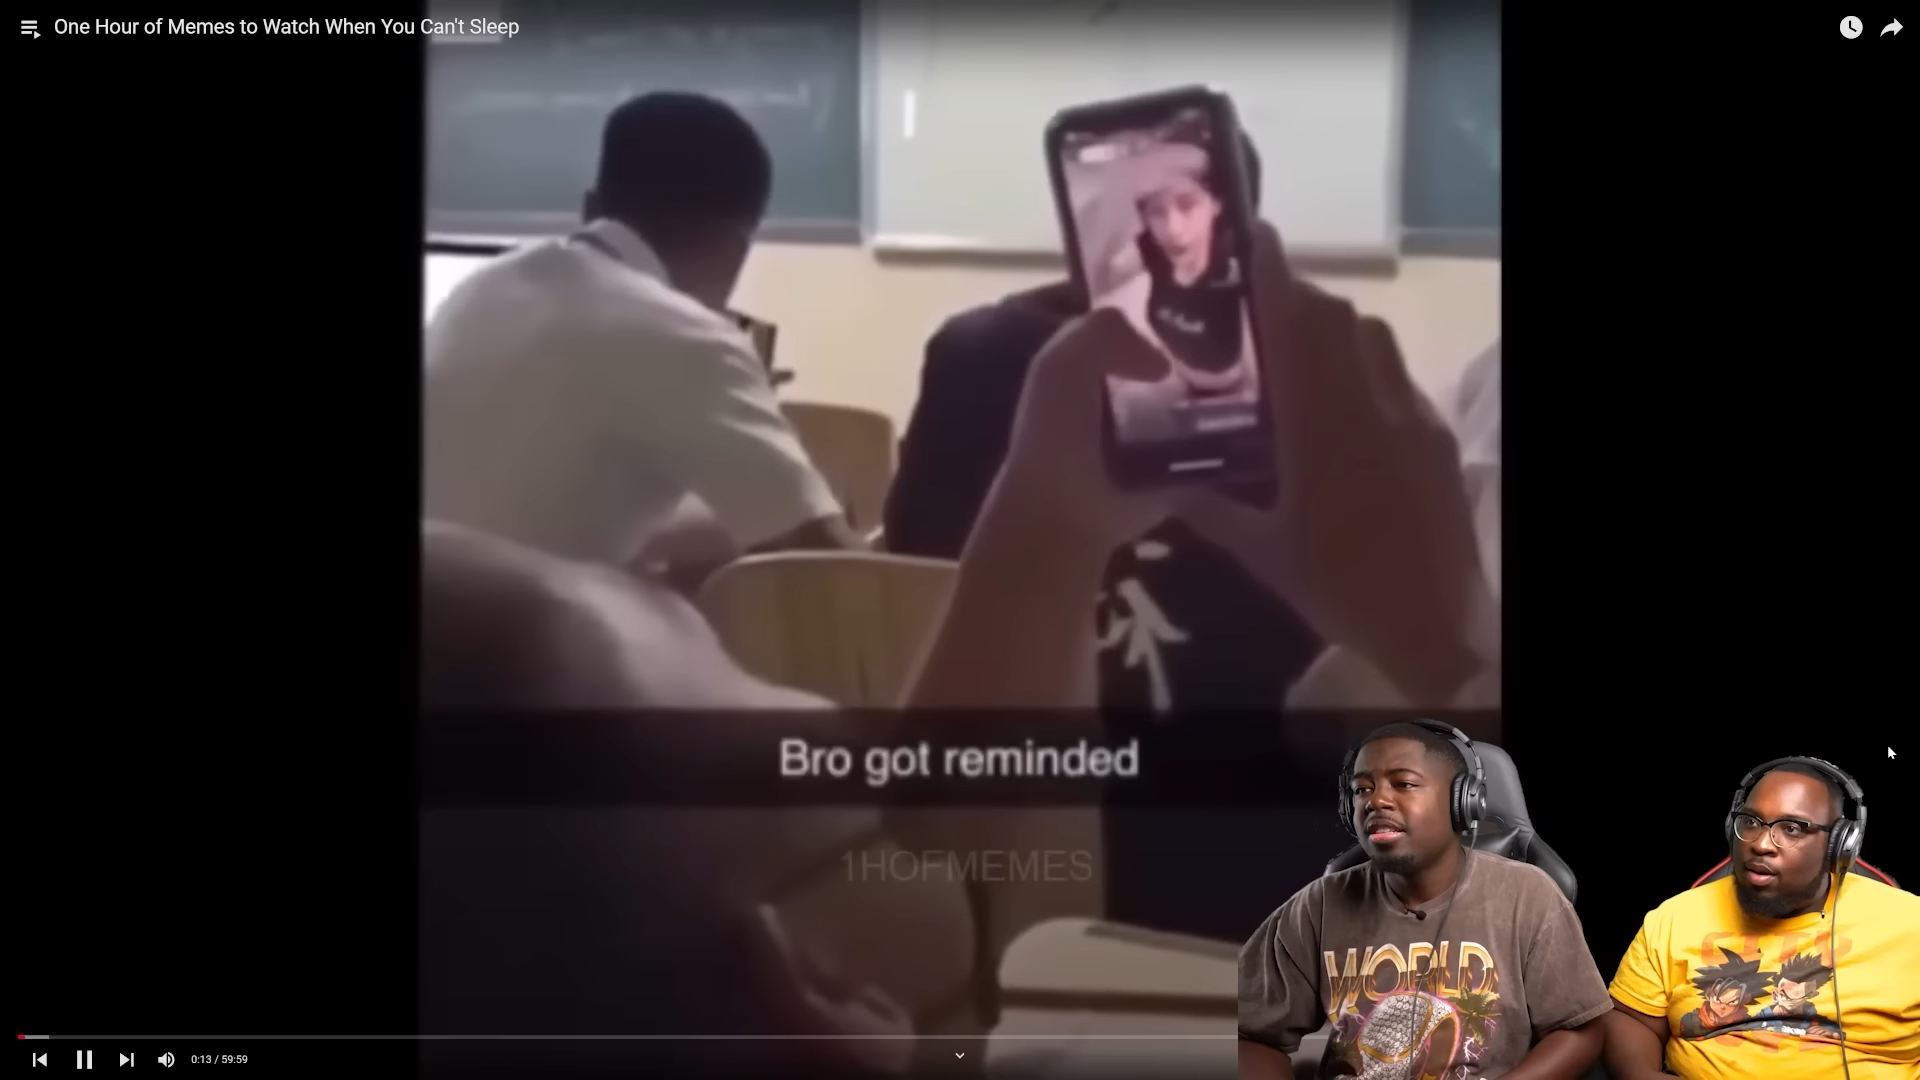 One Hour of Memes to Watch When You Can't Sleep
Bro got reminded
1HOFMEMES
WORLD
0:13 / 59:59